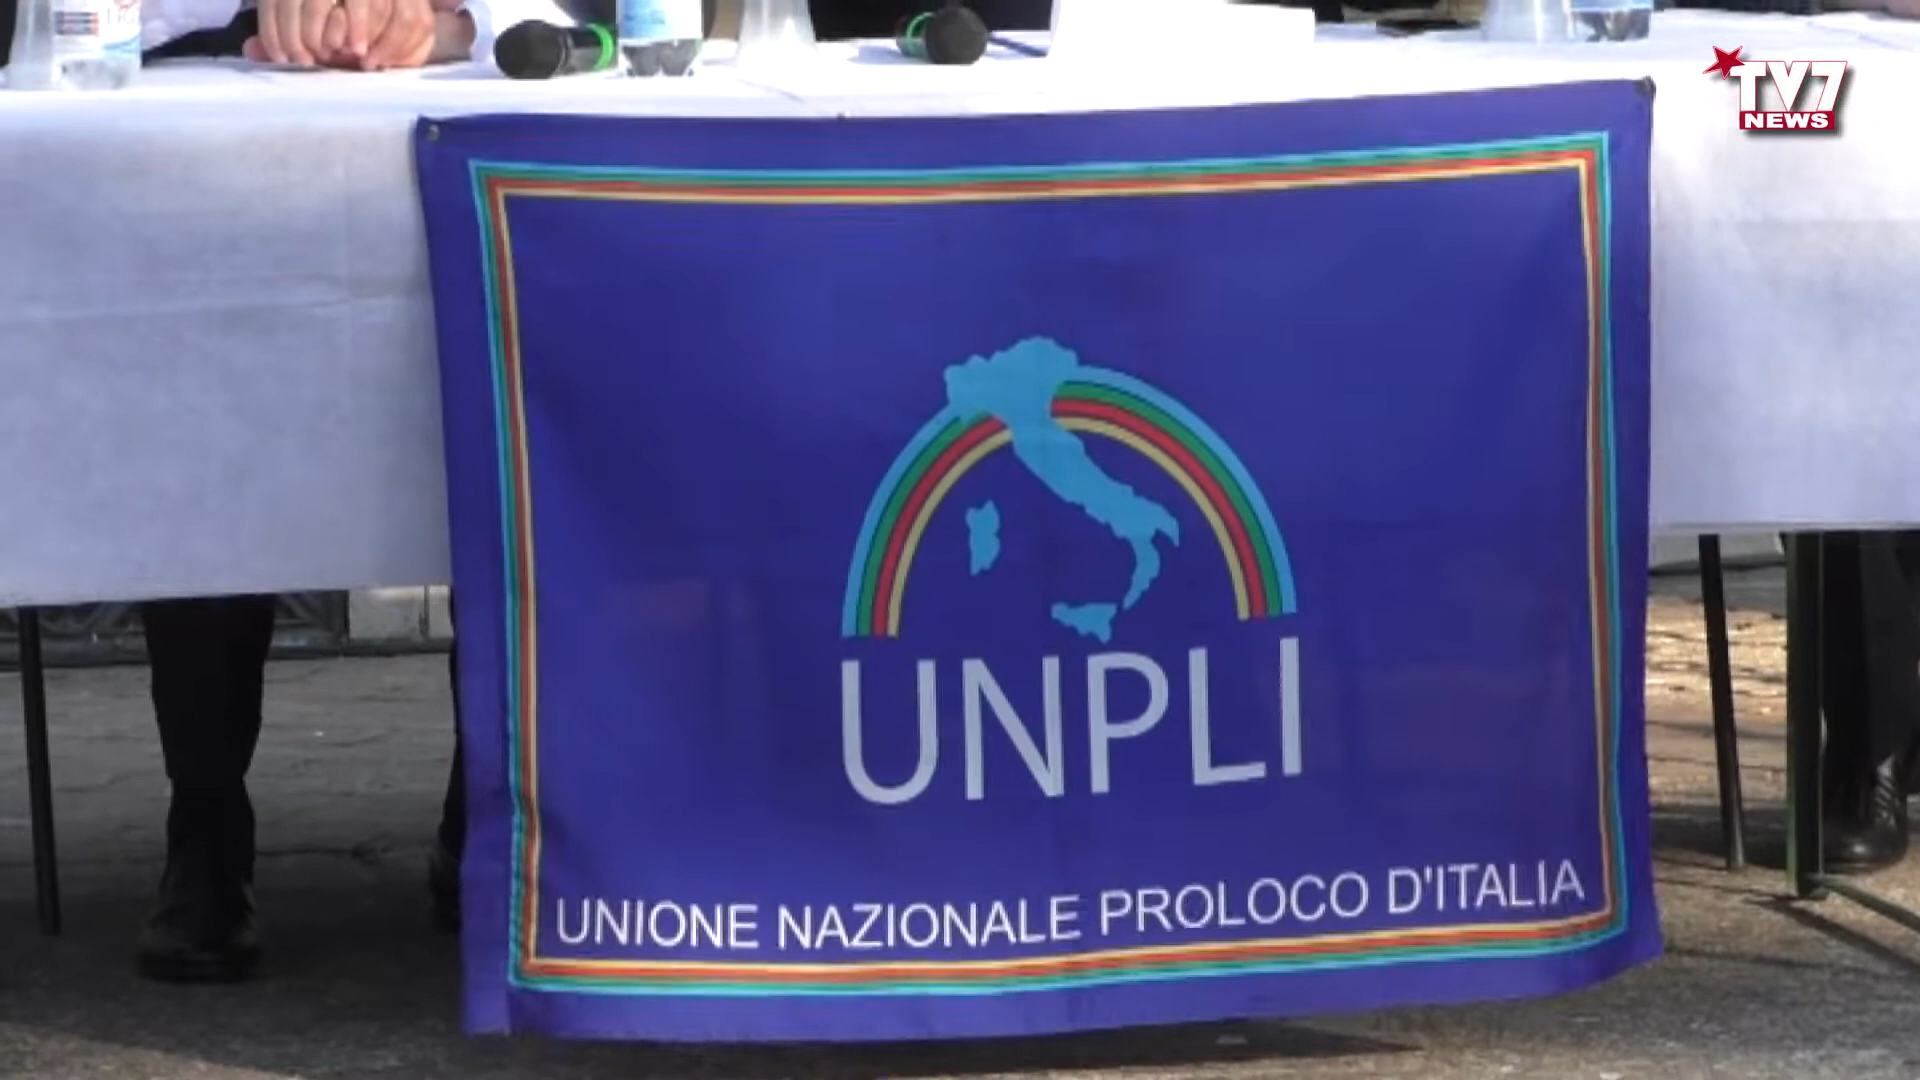 TV7
NEWS
UNPLI
UNIONE NAZIONALE PROLOCO D'ITALIA